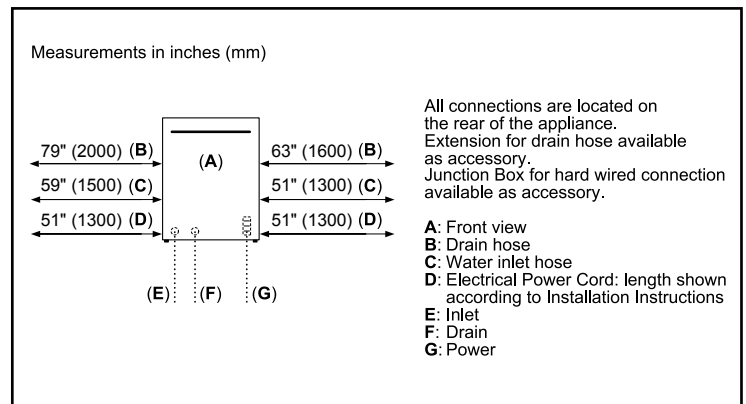 Measurements in inches (mm)
79" (2000) (B)
59" (1500) (C)
51" (1300) (D)
(A)
63" (1600) (B)
51" (1300) (C)
51" (1300) (D)
(E) (F) (G)
All connections are located on
the rear of the appliance.
Extension for drain hose available
as accessory.
Junction Box for hard wired connection
available as accessory.
A: Front view
B: Drain hose
C: Water inlet hose
D: Electrical Power Cord: length shown
according to Installation Instructions
E: Inlet
F: Drain
G: Power